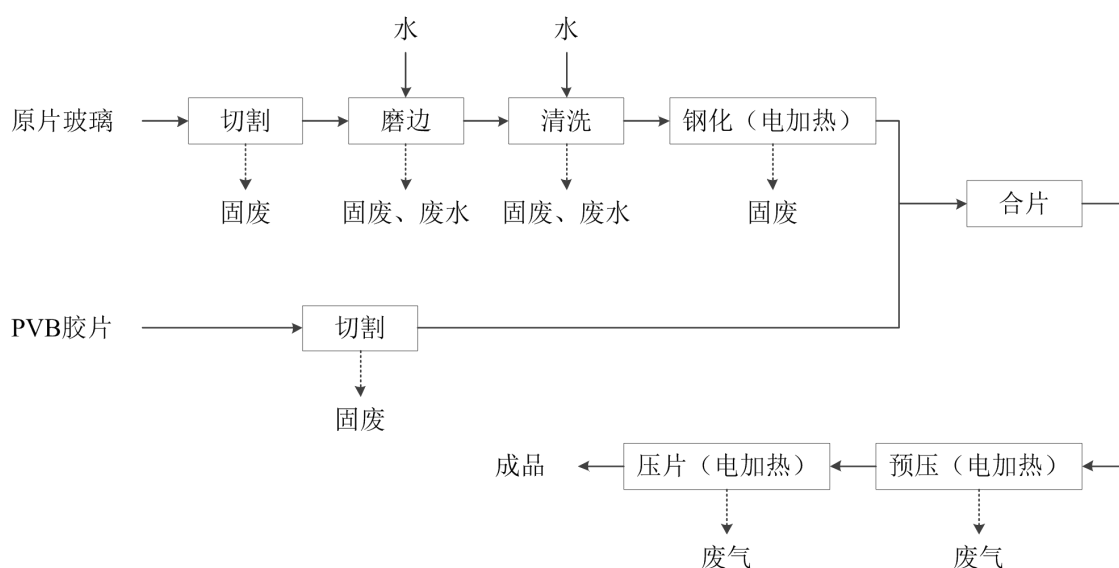 水 水
原片玻璃 切割 磨边 清洗 钢化（电加热）
固废 固废、废水 固废、废水 固废
合片
PVB胶片 切割
固废
成品 压片（电加热） 预压（电加热）
废气 废气